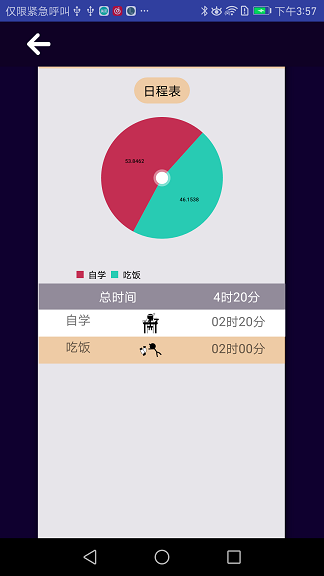 仅限紧急呼叫 ··· 下午3:57
日程表
53.8462
46.1538
自学 吃饭
总时间 4时20分
自学 02时20分
吃饭 02时00分